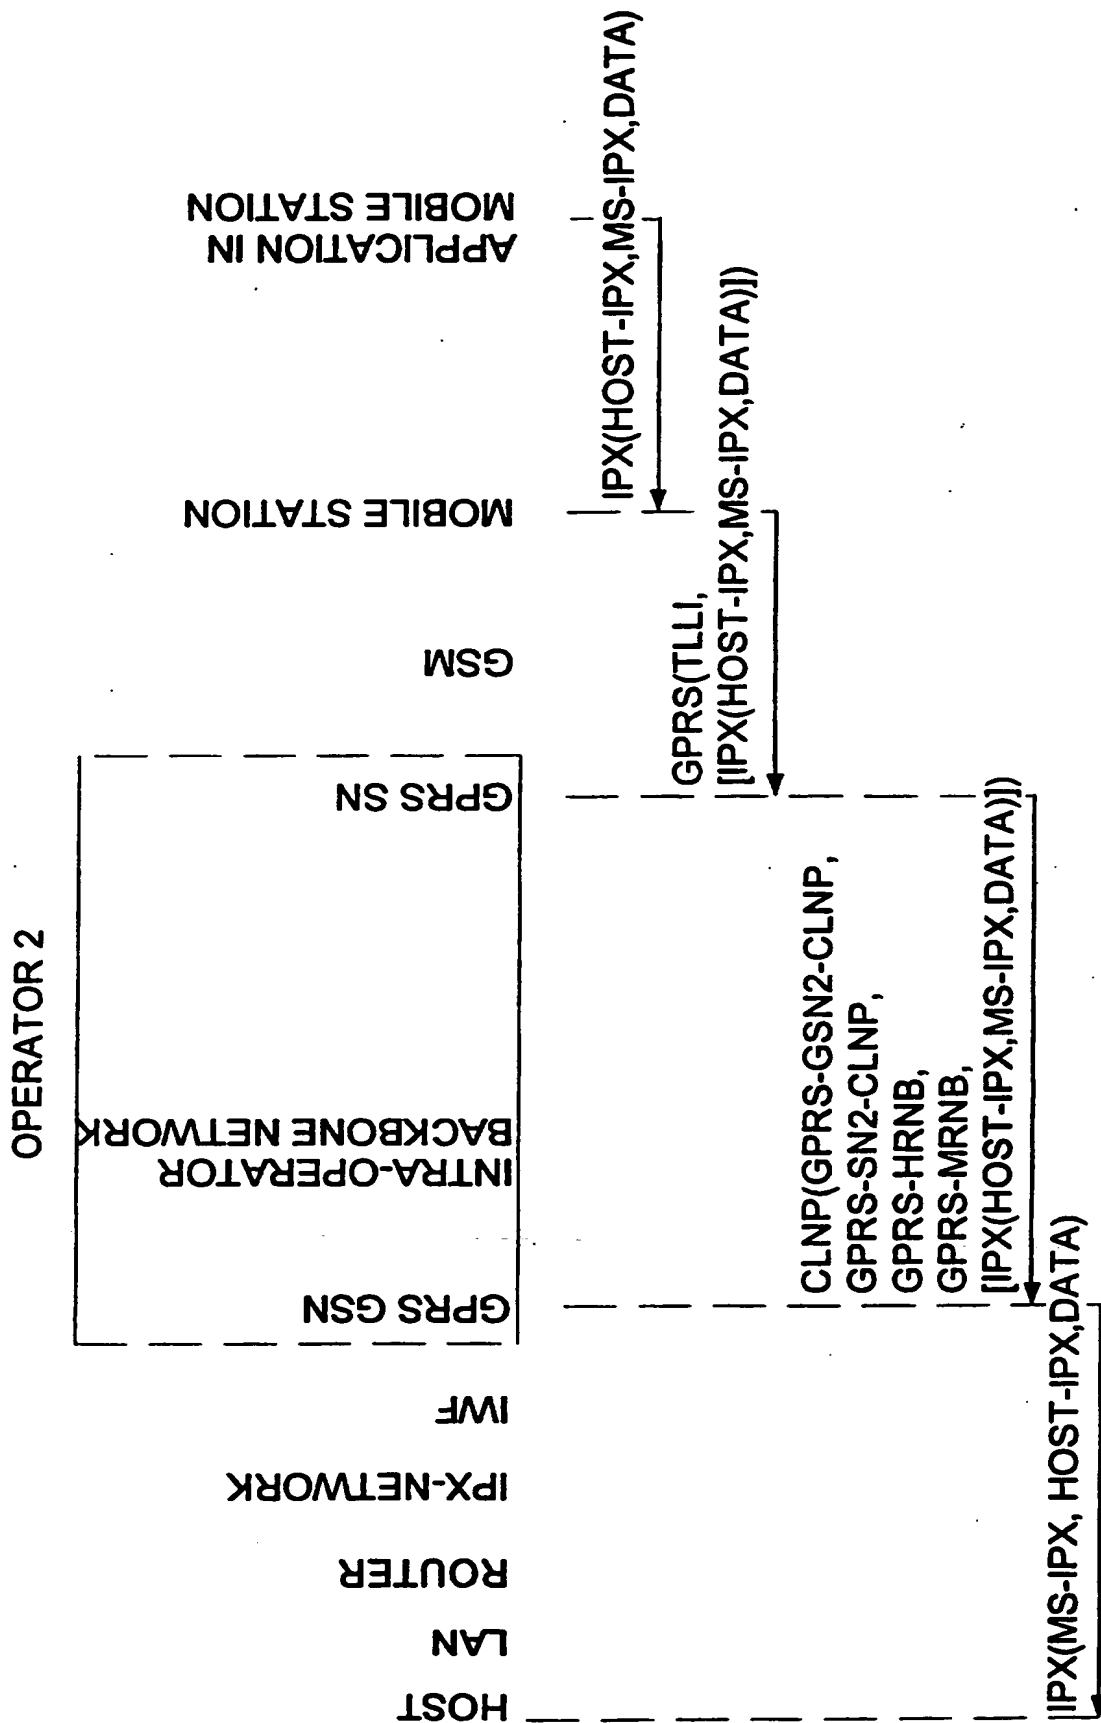 OPERATOR 2
HOST
LAN
ROUTER
IPX-NETWORK
IWF
GPRS GSN
INTRA-OPERATOR
BACKBONE NETWORK
GPRS SN
GSM
MOBILE STATION
APPLICATION IN
MOBILE STATION
IPX(HOST-IPX,MS-IPX,DATA)
GPRS(TLLI,
[IPX(HOST-IPX,MS-IPX,DATA)])
CLNP(GPRS-GSN2-CLNP,
GPRS-SN2-CLNP,
GPRS-HRNB,
GPRS-MRNB,
[IPX(HOST-IPX,MS-IPX,DATA)])
IPX(MS-IPX, HOST-IPX,DATA)